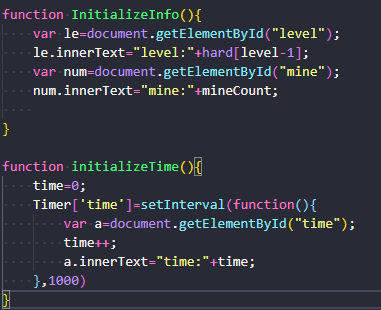 function InitializeInfo(){
    var le=document.getElementById("level");
    le.innerText="level:"+hard[level-1];
    var num=document.getElementById("mine");
    num.innerText="mine:"+mineCount;

}

function initializeTime(){
    time=0;
    Timer['time']=setInterval(function(){
        var a=document.getElementById("time");
        time++;
        a.innerText="time:"+time;
    },1000)
}